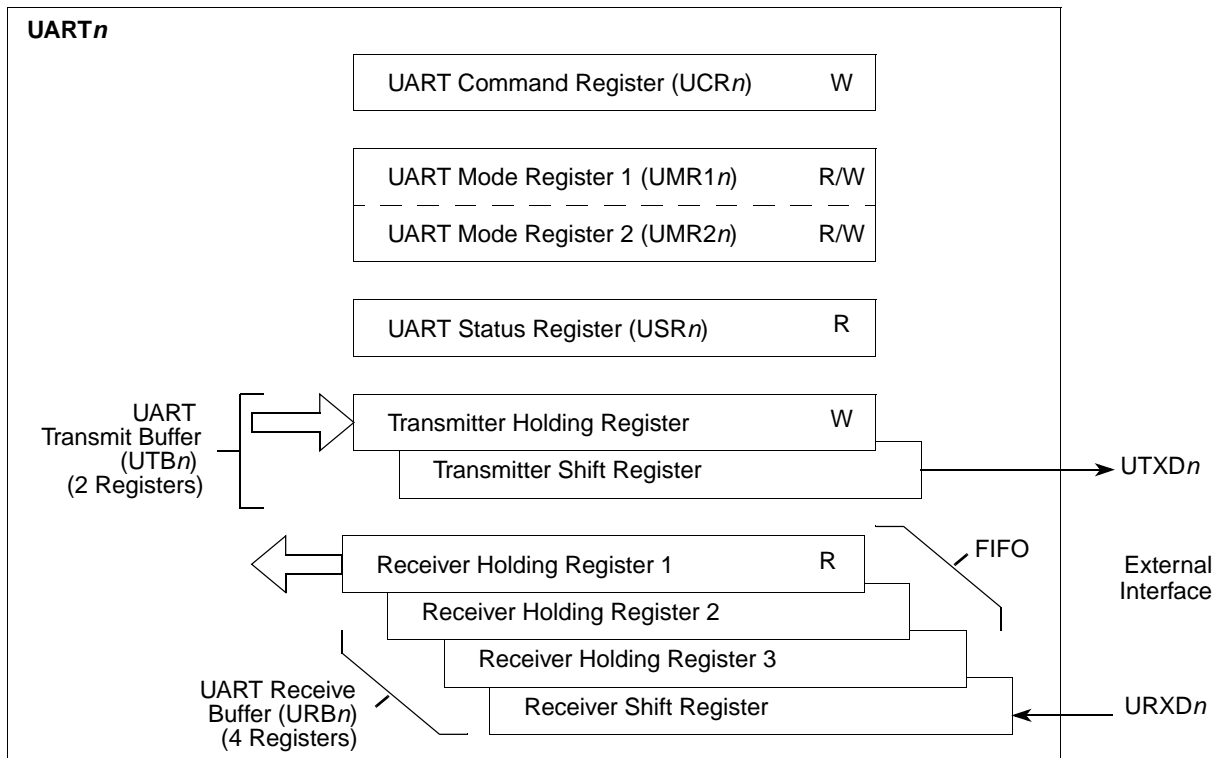 UARTn
UART Command Register (UCRn) W
UART Mode Register 1 (UMR1n) R/W
UART Mode Register 2 (UMR2n) R/W
UART Status Register (USRn) R
UART
Transmit Buffer
(UTBn)
(2 Registers)
Transmitter Holding Register W
Transmitter Shift Register
UTXDn
Receiver Holding Register 1 R
FIFO
External
Interface
Receiver Holding Register 2
Receiver Holding Register 3
UART Receive
Buffer (URBn)
(4 Registers)
Receiver Shift Register
URXDn